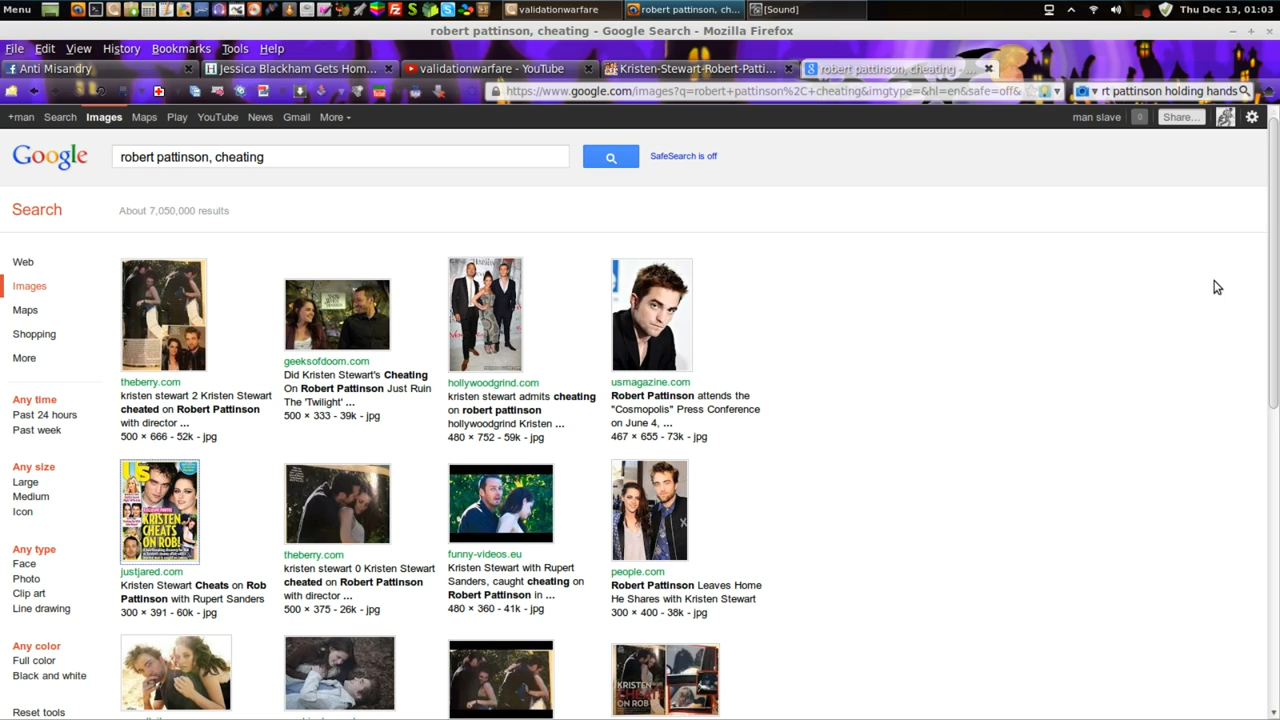 Menu
validationwarfare
robert pattinson, ch...
[Sound]
Thu Dec 13, 01:03
robert pattinson, cheating - Google Search - Mozilla Firefox
File Edit View History Bookmarks Tools Help
Anti Misandry
Jessica Blackham Gets Hom...
validationwarfare - YouTube
Kristen-Stewart-Robert-Patti...
robert pattinson, cheating - ...
https://www.google.com/images?q=robert+pattinson%2C+cheating&imgtype=&hl=en&safe=off&
rt pattinson holding hands
+man Search Images Maps Play YouTube News Gmail More
man slave 0 Share...
Google
robert pattinson, cheating
SafeSearch is off
Search
About 7,050,000 results
Web
Images
Maps
Shopping
More
Any time
Past 24 hours
Past week
Any size
Large
Medium
Icon
Any type
Face
Photo
Clip art
Line drawing
Any color
Full color
Black and white
Reset tools
theberry.com
kristen stewart 2 Kristen Stewart
cheated on Robert Pattinson
with director ...
500 × 666 - 52k - jpg
geeksofdoom.com
Did Kristen Stewart's Cheating
On Robert Pattinson Just Ruin
The 'Twilight' ...
500 × 333 - 39k - jpg
hollywoodgrind.com
kristen stewart admits cheating
on robert pattinson
hollywoodgrind Kristen ...
480 × 752 - 59k - jpg
usmagazine.com
Robert Pattinson attends the
"Cosmopolis" Press Conference
on June 4, ...
467 × 655 - 73k - jpg
Us
KRISTEN
CHEATS
ON ROB!
justjared.com
Kristen Stewart Cheats on Rob
Pattinson with Rupert Sanders
300 × 391 - 60k - jpg
theberry.com
kristen stewart 0 Kristen Stewart
cheated on Robert Pattinson
with director ...
500 × 375 - 26k - jpg
funny-videos.eu
Kristen Stewart with Rupert
Sanders, caught cheating on
Robert Pattinson in ...
480 × 360 - 41k - jpg
people.com
Robert Pattinson Leaves Home
He Shares with Kristen Stewart
300 × 400 - 38k - jpg
KRISTEN
CHEATS
ON ROB